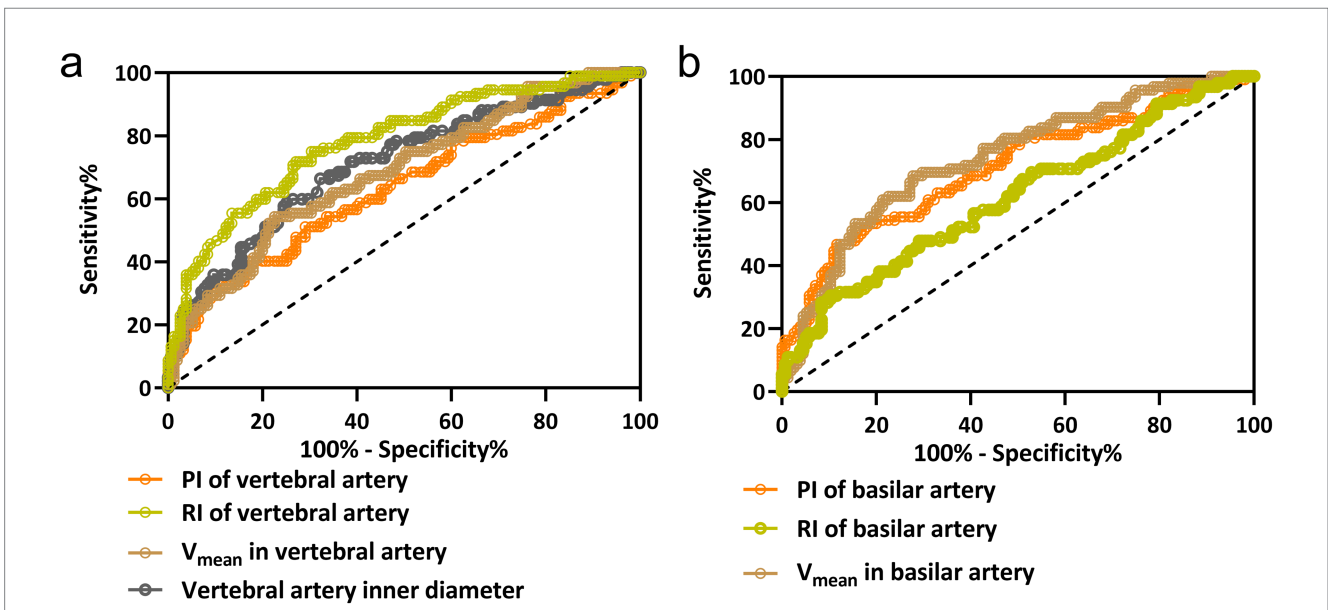 a
100
80
60
40
20
0
Sensitivity%
0 20 40 60 80 100
100% - Specificity%
PI of vertebral artery
RI of vertebral artery
Vmean in vertebral artery
Vertebral artery inner diameter
b
100
80
60
40
20
0
Sensitivity%
0 20 40 60 80 100
100% - Specificity%
PI of basilar artery
RI of basilar artery
Vmean in basilar artery